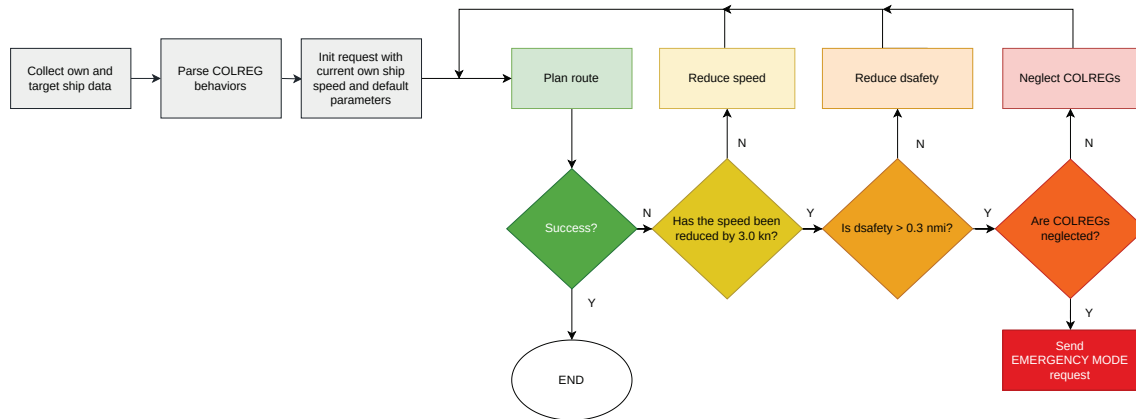 Collect own and
target ship data
Parse COLREG
behaviors
Init request with
current own ship
speed and default
parameters
Plan route
Reduce speed
Reduce dsafety
Neglect COLREGs
N
N
N
Success?
N
Has the speed been
reduced by 3.0 kn?
Y
Is dsafety > 0.3 nmi?
Y
Are COLREGs
neglected?
Y
Y
END
Send
EMERGENCY MODE
request